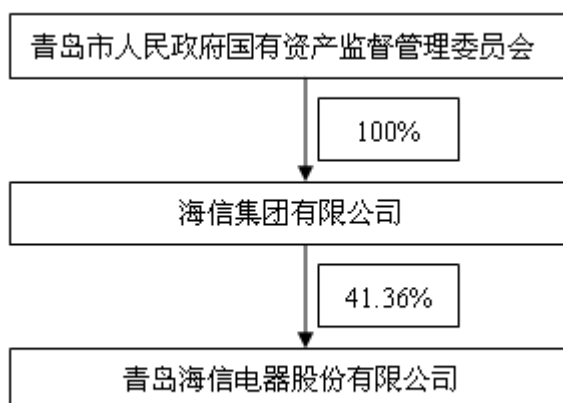 青岛市人民政府国有资产监督管理委员会
100%
海信集团有限公司
41.36%
青岛海信电器股份有限公司